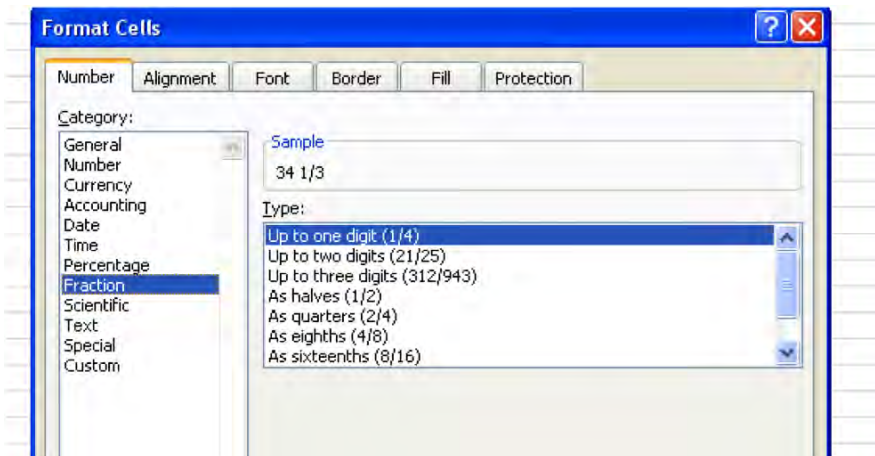 Format Cells
Number Alignment Font Border Fill Protection
Category:
General
Number
Currency
Accounting
Date
Time
Percentage
Fraction
Scientific
Text
Special
Custom
Sample
34 1/3
Type:
Up to one digit (1/4)
Up to two digits (21/25)
Up to three digits (312/943)
As halves (1/2)
As quarters (2/4)
As eighths (4/8)
As sixteenths (8/16)